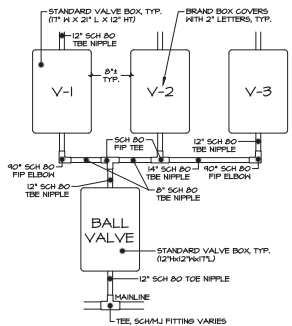 STANDARD VALVE BOX, TYP.
(17" W X 21" L X 12" HT)
BRAND BOX COVERS
WITH 2" LETTERS, TYP.
12" SCH 80
TBE NIPPLE
8"±
TYP.
V-1
V-2
V-3
SCH 80
FIP TEE
12" SCH 80
TBE NIPPLE
90° SCH 80
FIP ELBOW
14" SCH 80
TBE NIPPLE
90° SCH 80
FIP ELBOW
12" SCH 80
TBE NIPPLE
8" SCH 80
TBE NIPPLE
BALL
VALVE
STANDARD VALVE BOX, TYP.
(12"Hx12"Wx17"L)
12" SCH 80 TOE NIPPLE
MAINLINE
TEE, SCH/MJ FITTING VARIES